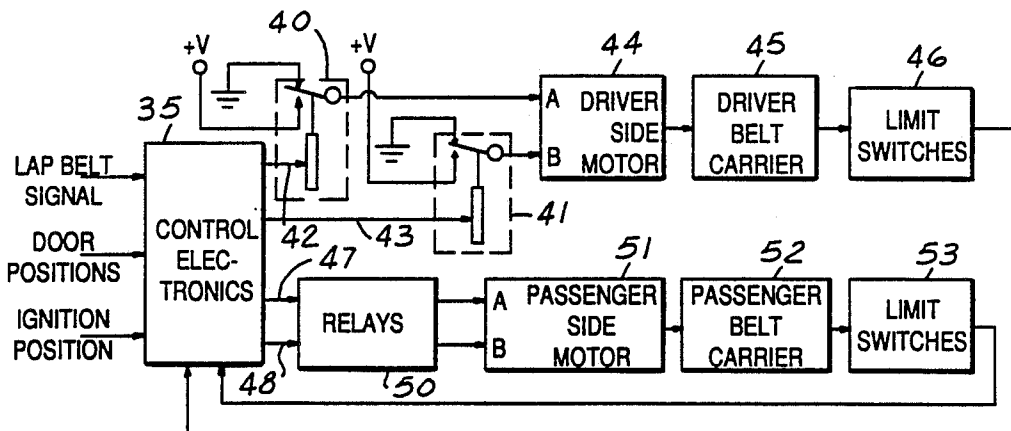 40
+V
+V
44
45
46
35
A
B
DRIVER
SIDE
MOTOR
DRIVER
BELT
CARRIER
LIMIT
SWITCHES
LAP BELT
SIGNAL
42
41
CONTROL
ELEC-
TRONICS
43
DOOR
POSITIONS
47
51
52
53
IGNITION
POSITION
RELAYS
A
B
PASSENGER
SIDE
MOTOR
PASSENGER
BELT
CARRIER
LIMIT
SWITCHES
48
50